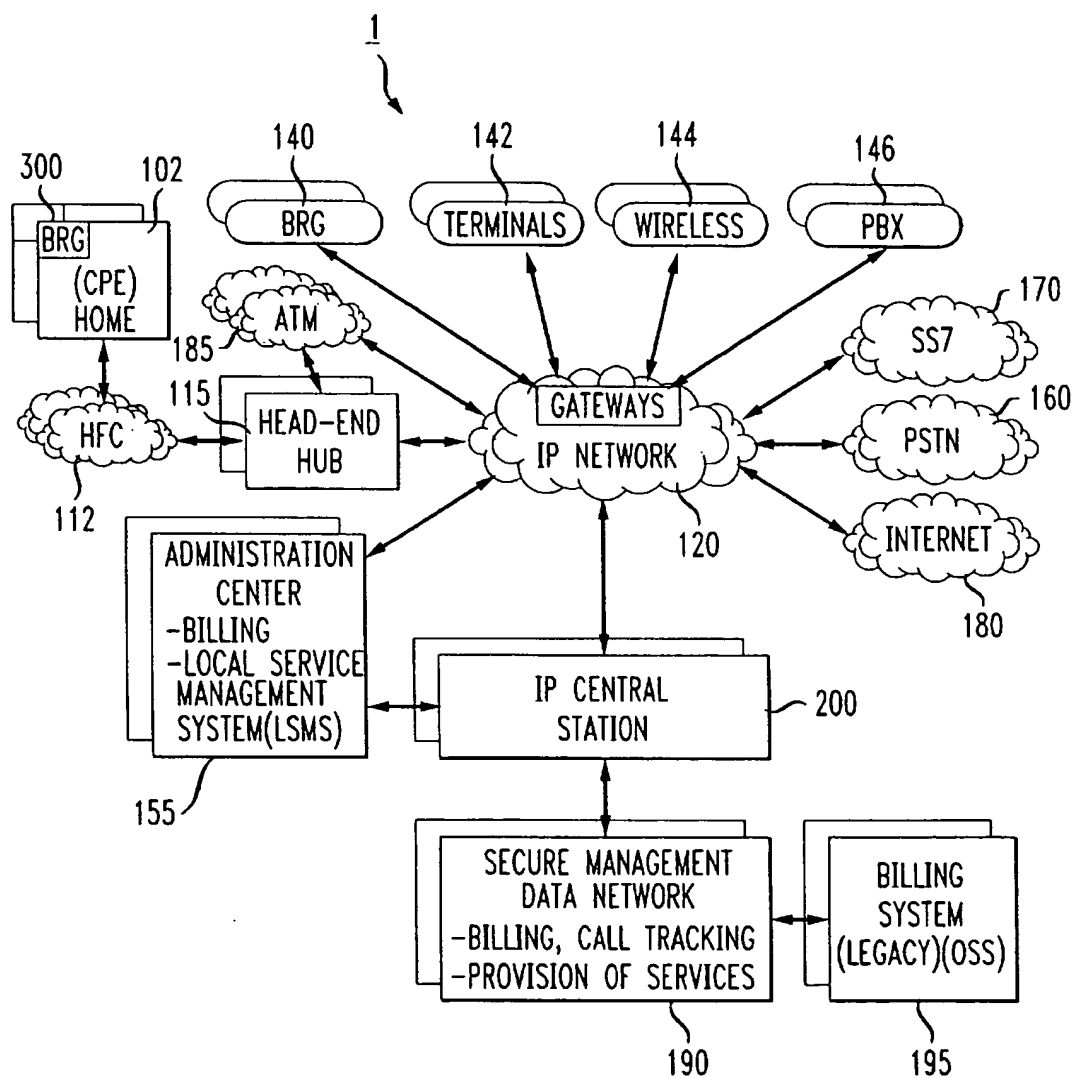 1
140
142
144
146
300
102
BRG
(CPE)
HOME
BRG
TERMINALS
WIRELESS
PBX
185
ATM
170
SS7
115
HEAD-END
HUB
GATEWAYS
IP NETWORK
160
PSTN
HFC
112
120
INTERNET
180
ADMINISTRATION
CENTER
-BILLING
-LOCAL SERVICE
MANAGEMENT
SYSTEM(LSMS)
155
IP CENTRAL
STATION
200
SECURE MANAGEMENT
DATA NETWORK
-BILLING, CALL TRACKING
-PROVISION OF SERVICES
190
BILLING
SYSTEM
(LEGACY)(OSS)
195